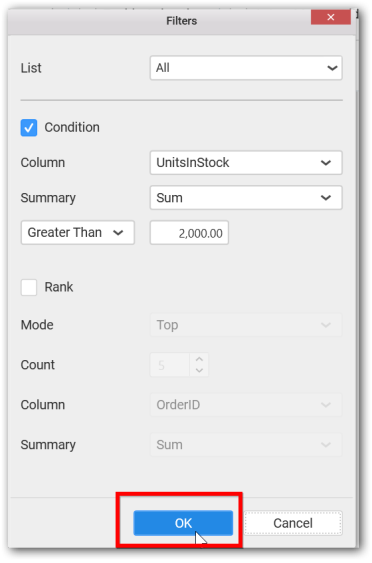 Filters
List All
Condition
Column UnitsInStock
Summary Sum
Greater Than 2,000.00
Rank
Mode Top
Count 5
Column OrderID
Summary Sum
OK Cancel